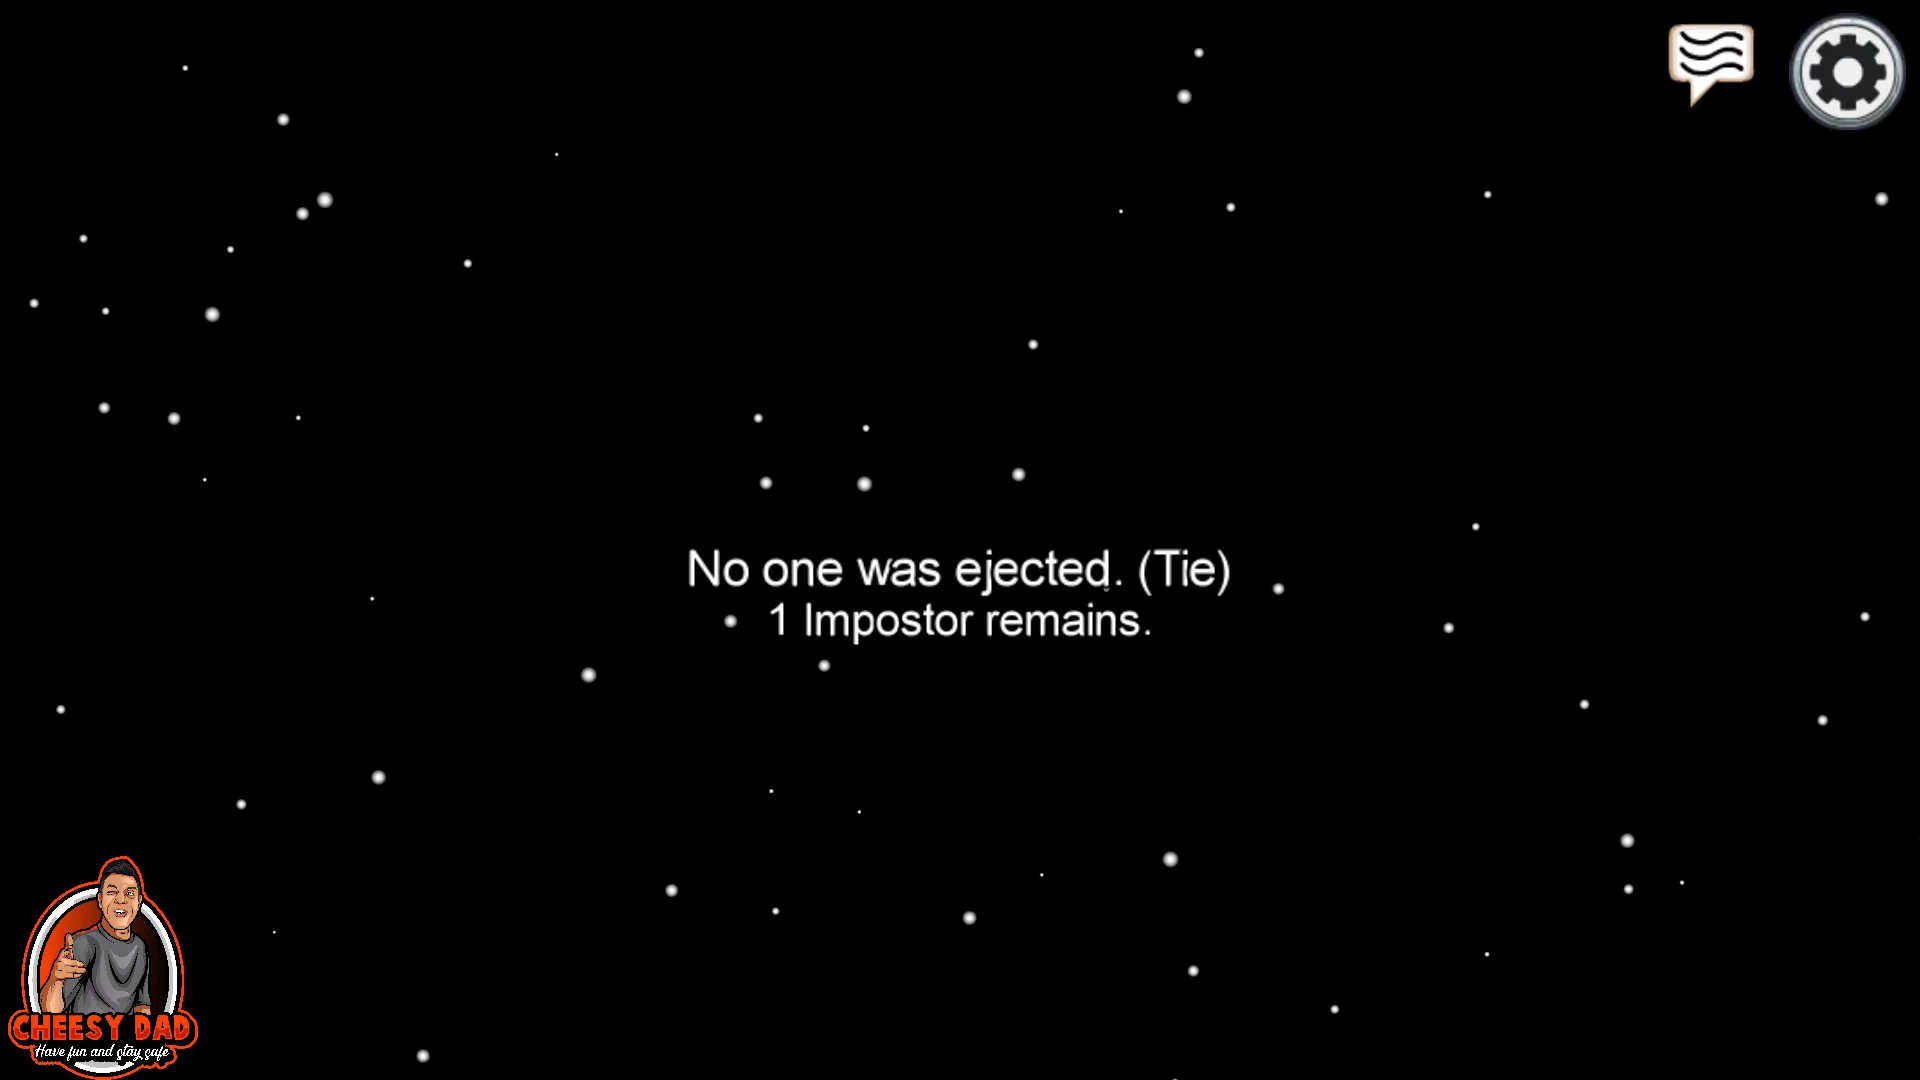 No one was ejected. (Tie)
1 Impostor remains.
CHEESY DAD
Have fun and stay safe